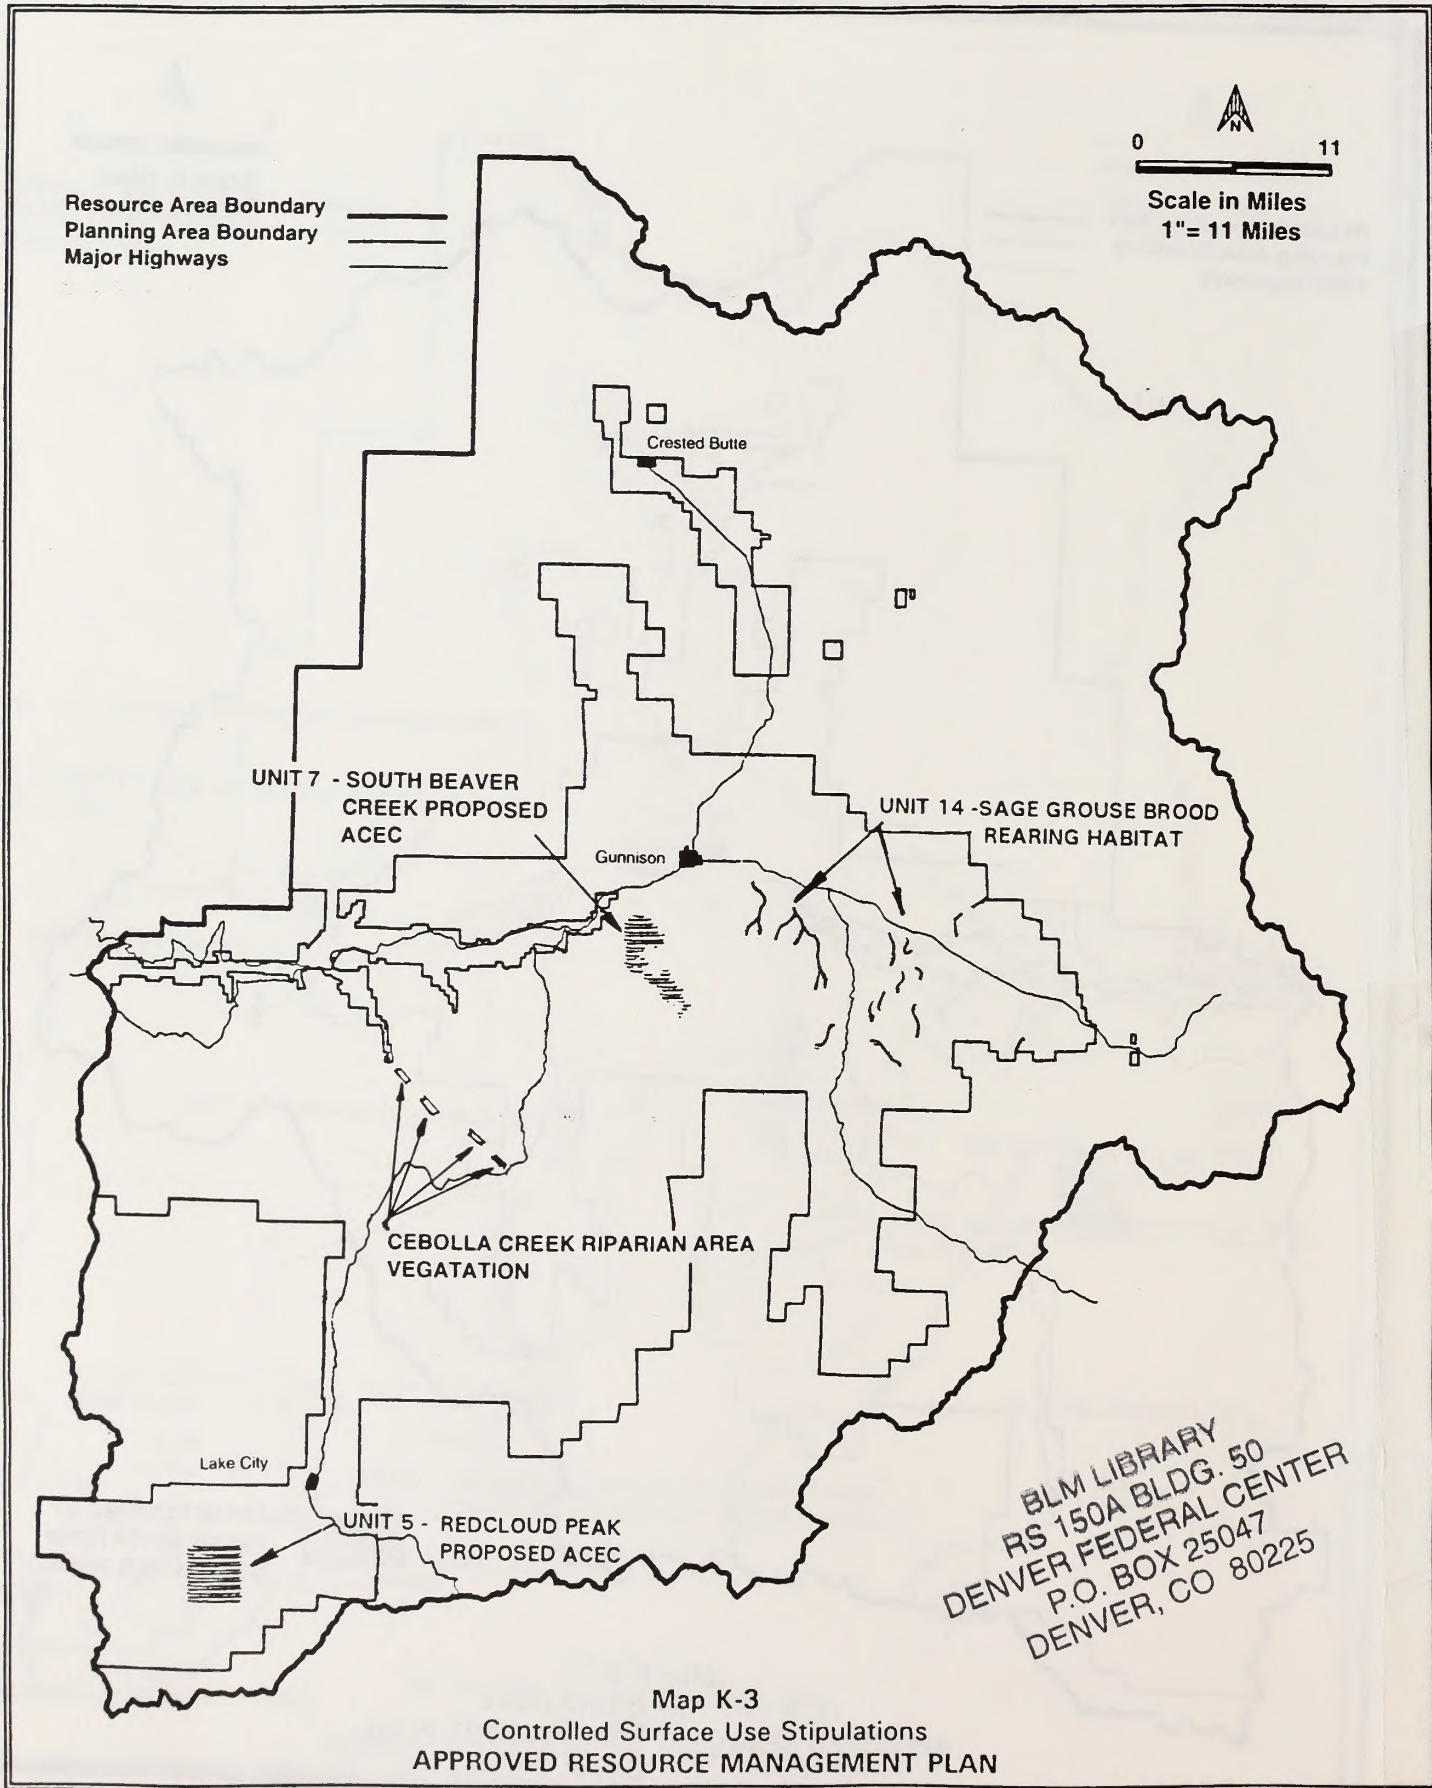 N
0 11
Scale in Miles
1"= 11 Miles
Resource Area Boundary
Planning Area Boundary
Major Highways
Crested Butte
UNIT 7 - SOUTH BEAVER
CREEK PROPOSED
ACEC
UNIT 14 -SAGE GROUSE BROOD
REARING HABITAT
Gunnison
CEBOLLA CREEK RIPARIAN AREA
VEGATATION
Lake City
UNIT 5 - REDCLOUD PEAK
PROPOSED ACEC
BLM LIBRARY
RS 150A BLDG. 50
DENVER FEDERAL CENTER
P.O. BOX 25047
DENVER, CO 80225
Map K-3
Controlled Surface Use Stipulations
APPROVED RESOURCE MANAGEMENT PLAN